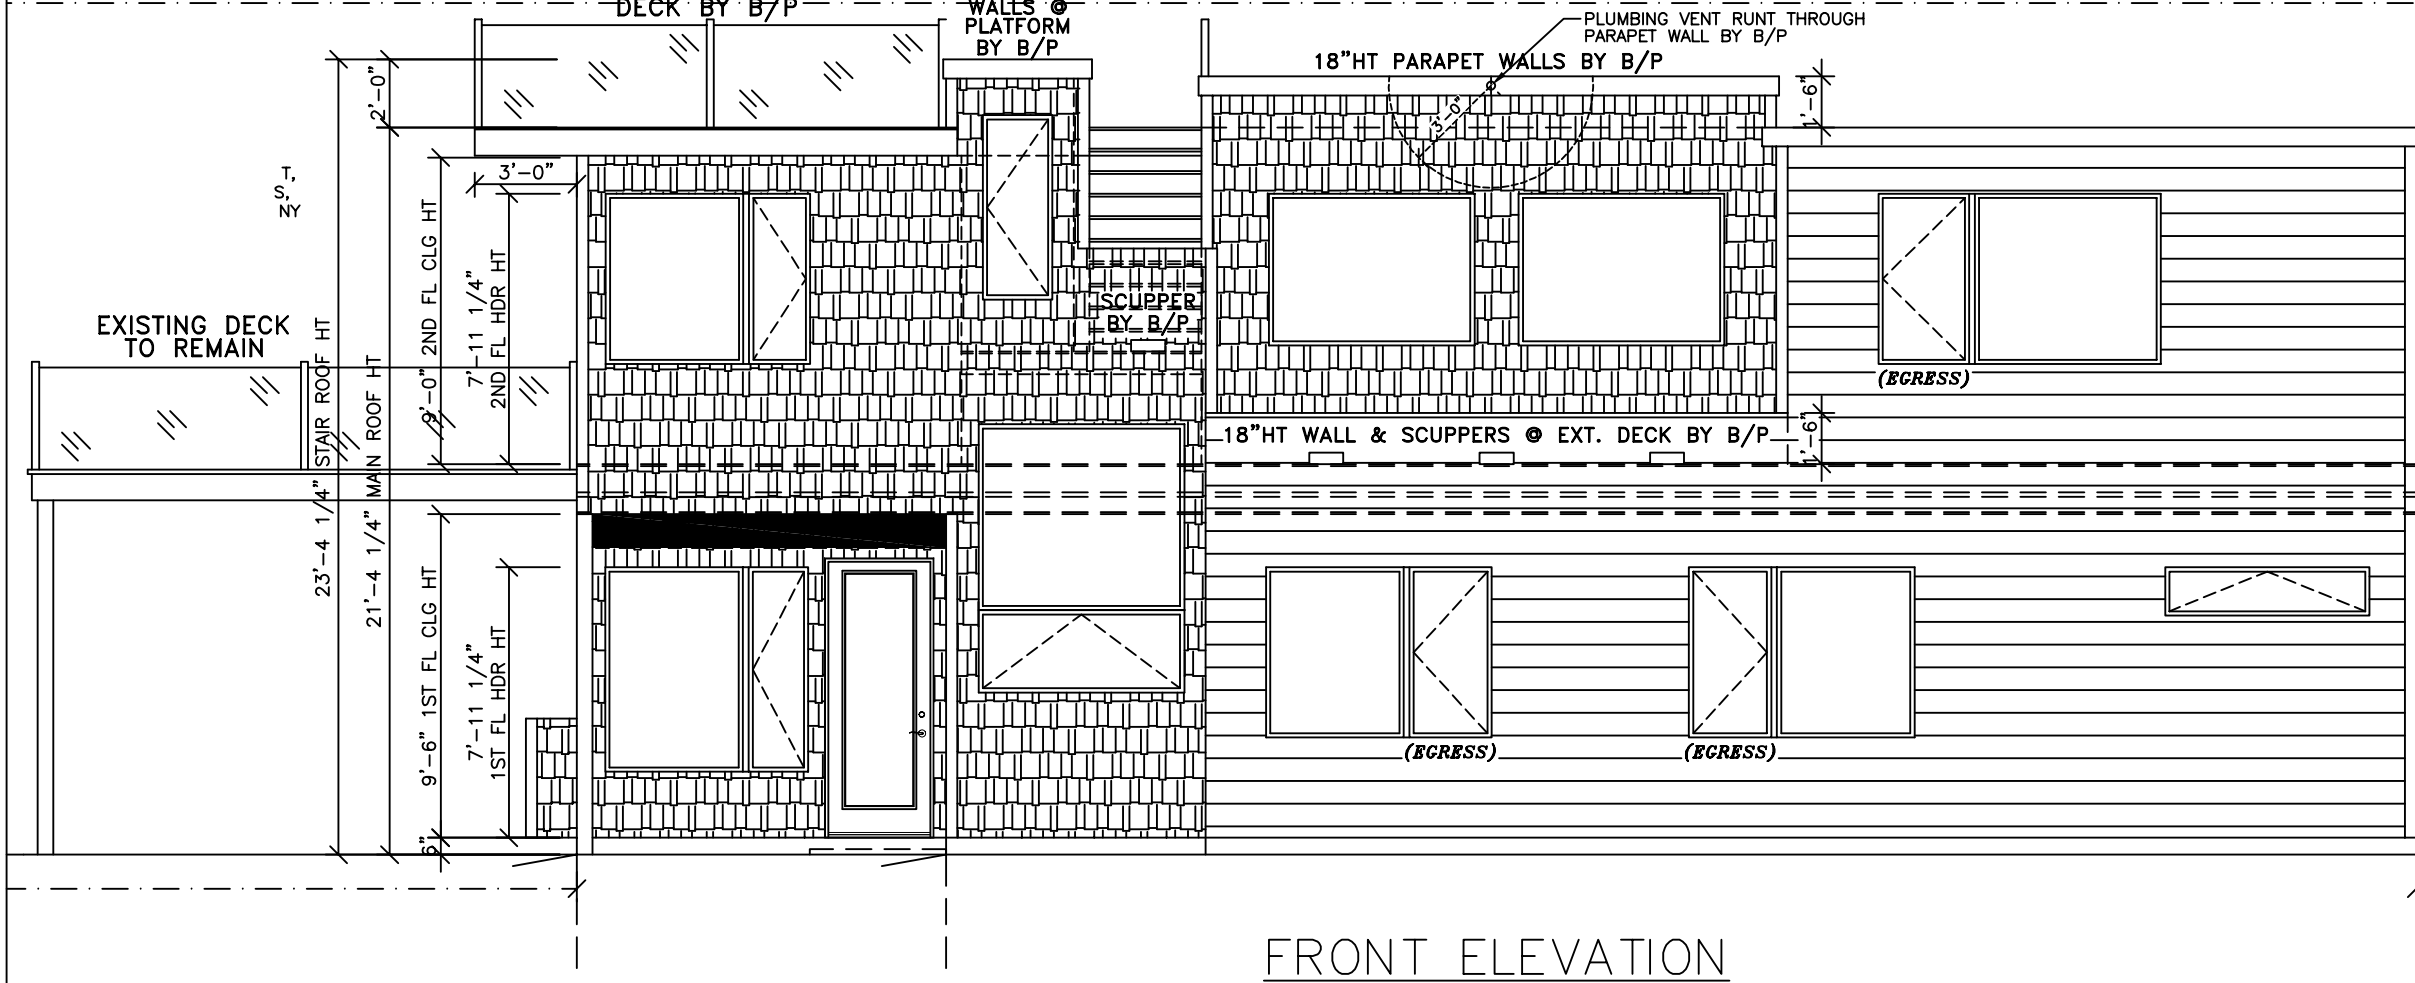 DECK BY B/P
WALLS @
PLATFORM
BY B/P
PLUMBING VENT RUNT THROUGH
PARAPET WALL BY B/P
18"HT PARAPET WALLS BY B/P
3'-0"
1'-6"
2'-0"
T,
S,
NY
3'-0"
EXISTING DECK
TO REMAIN
23'-4 1/4" STAIR ROOF HT
21'-4 1/4" MAIN ROOF HT
9'-0" 2ND FL CLG HT
7'-11 1/4"
2ND FL HDR HT
SCUPPER
BY B/P
(EGRESS)
18"HT WALL & SCUPPERS @ EXT. DECK BY B/P
1'-6"
9'-6" 1ST FL CLG HT
7'-11 1/4"
1ST FL HDR HT
6"
(EGRESS)
(EGRESS)
FRONT ELEVATION